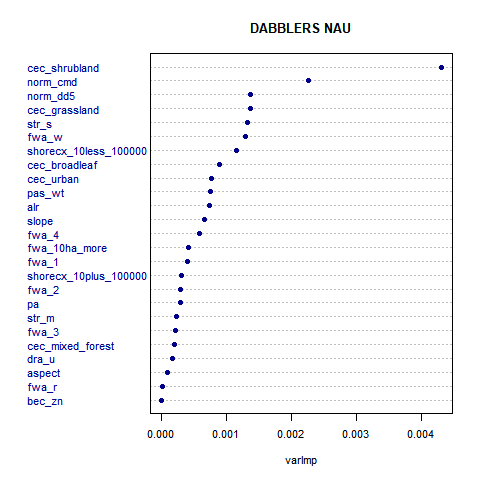 DABBLERS NAU
cec_shrubland
norm_cmd
norm_dd5
cec_grassland
str_s
fwa_w
shorecx_10less_100000
cec_broadleaf
cec_urban
pas_wt
alr
slope
fwa_4
fwa_10ha_more
fwa_1
shorecx_10plus_100000
fwa_2
pa
str_m
fwa_3
cec_mixed_forest
dra_u
aspect
fwa_r
bec_zn
0.000 0.001 0.002 0.003 0.004
varImp